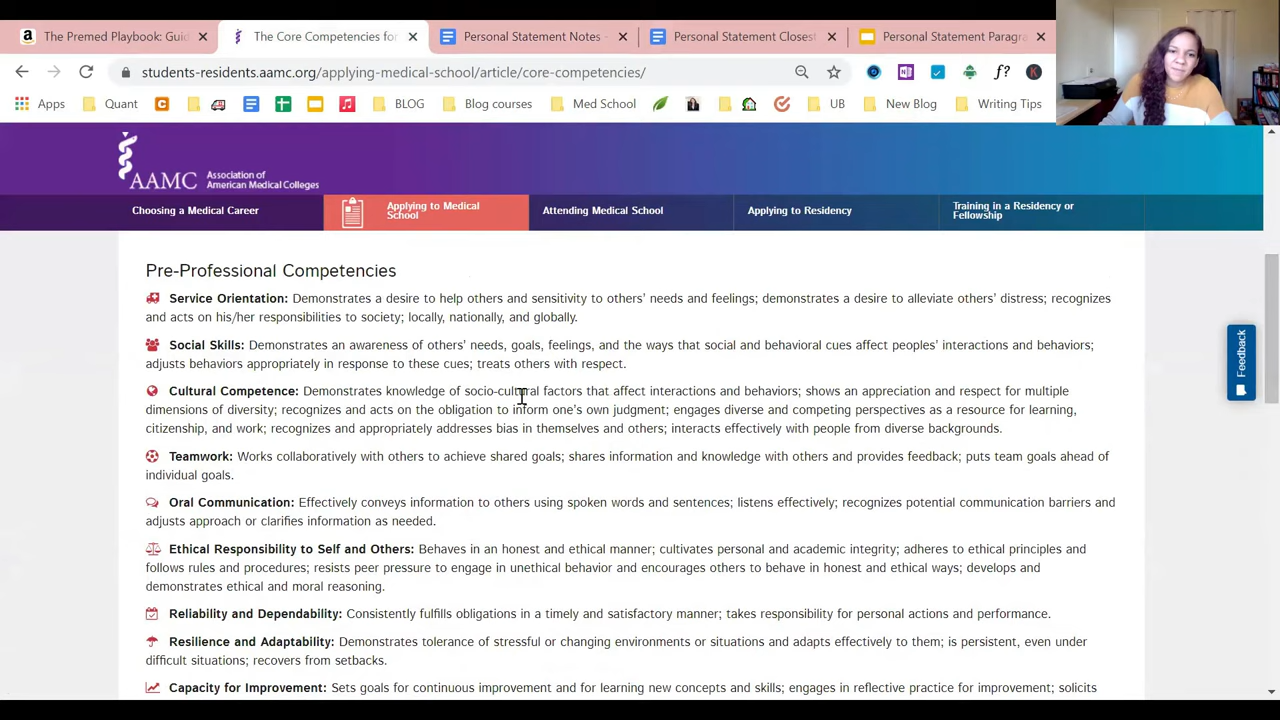 The Premed Playbook: Guid
The Core Competencies for
Personal Statement Notes -
Personal Statement Closest
Personal Statement Paragra
students-residents.aamc.org/applying-medical-school/article/core-competencies/
f?
K
Apps
Quant
BLOG
Blog courses
Med School
UB
New Blog
Writing Tips
AAMC
Association of
American Medical Colleges
Choosing a Medical Career
Applying to Medical
School
Attending Medical School
Applying to Residency
Training in a Residency or
Fellowship
Pre-Professional Competencies
Service Orientation: Demonstrates a desire to help others and sensitivity to others' needs and feelings; demonstrates a desire to alleviate others' distress; recognizes
and acts on his/her responsibilities to society; locally, nationally, and globally.
Social Skills: Demonstrates an awareness of others' needs, goals, feelings, and the ways that social and behavioral cues affect peoples' interactions and behaviors;
adjusts behaviors appropriately in response to these cues; treats others with respect.
Cultural Competence: Demonstrates knowledge of socio-cultural factors that affect interactions and behaviors; shows an appreciation and respect for multiple
dimensions of diversity; recognizes and acts on the obligation to inform one's own judgment; engages diverse and competing perspectives as a resource for learning,
citizenship, and work; recognizes and appropriately addresses bias in themselves and others; interacts effectively with people from diverse backgrounds.
Teamwork: Works collaboratively with others to achieve shared goals; shares information and knowledge with others and provides feedback; puts team goals ahead of
individual goals.
Oral Communication: Effectively conveys information to others using spoken words and sentences; listens effectively; recognizes potential communication barriers and
adjusts approach or clarifies information as needed.
Ethical Responsibility to Self and Others: Behaves in an honest and ethical manner; cultivates personal and academic integrity; adheres to ethical principles and
follows rules and procedures; resists peer pressure to engage in unethical behavior and encourages others to behave in honest and ethical ways; develops and
demonstrates ethical and moral reasoning.
Reliability and Dependability: Consistently fulfills obligations in a timely and satisfactory manner; takes responsibility for personal actions and performance.
Resilience and Adaptability: Demonstrates tolerance of stressful or changing environments or situations and adapts effectively to them; is persistent, even under
difficult situations; recovers from setbacks.
Capacity for Improvement: Sets goals for continuous improvement and for learning new concepts and skills; engages in reflective practice for improvement; solicits
Feedback